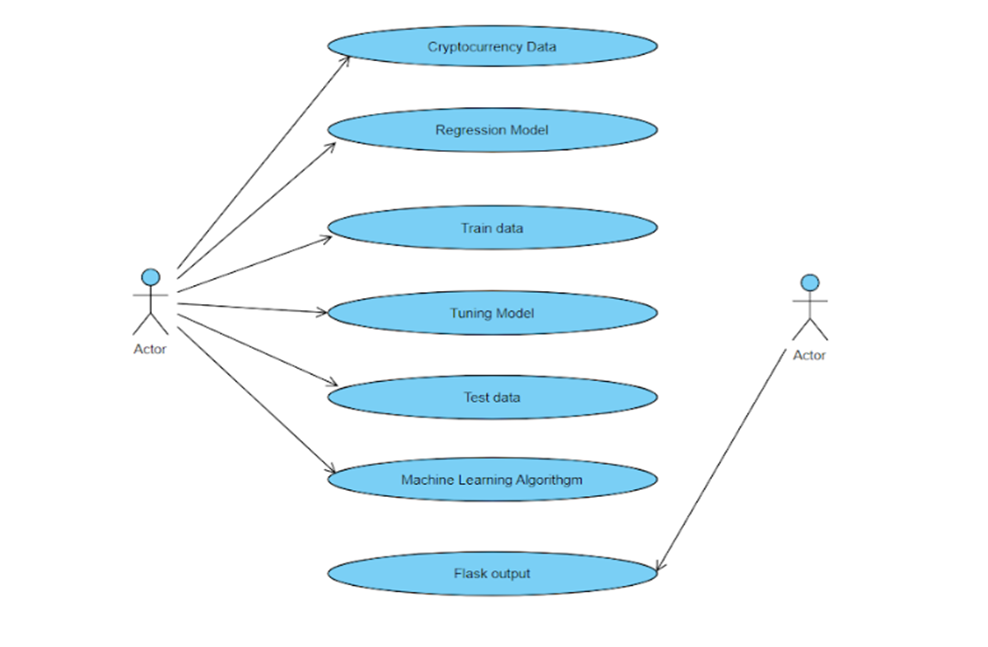 Cryptocurrency Data
Regression Model
Train data
Tuning Model
Test data
Machine Learning Algorithgm
Flask output
Actor
Actor